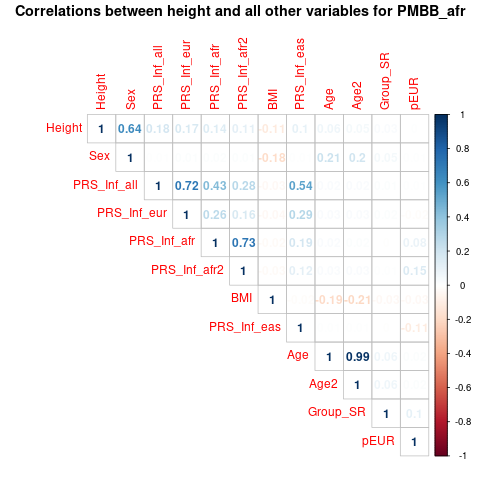 Correlations between height and all other variables for PMBB_afr
Height Sex PRS_Inf_all PRS_Inf_eur PRS_Inf_afr PRS_Inf_afr2 BMI PRS_Inf_eas Age Age2 Group_SR pEUR
Height 1 0.64 0.18 0.17 0.14 0.11 -0.11 0.1
Sex 1 -0.18 0.21 0.2 0.05
PRS_Inf_all 1 0.72 0.43 0.28 0.54
PRS_Inf_eur 1 0.26 0.16 0.29
PRS_Inf_afr 1 0.73 0.19 0.08
PRS_Inf_afr2 1 0.12 0.15
BMI 1 -0.19 -0.21
PRS_Inf_eas 1 -0.11
Age 1 0.99 0.06
Age2 1 0.06
Group_SR 1 0.1
pEUR 1
1
0.8
0.6
0.4
0.2
0
-0.2
-0.4
-0.6
-0.8
-1